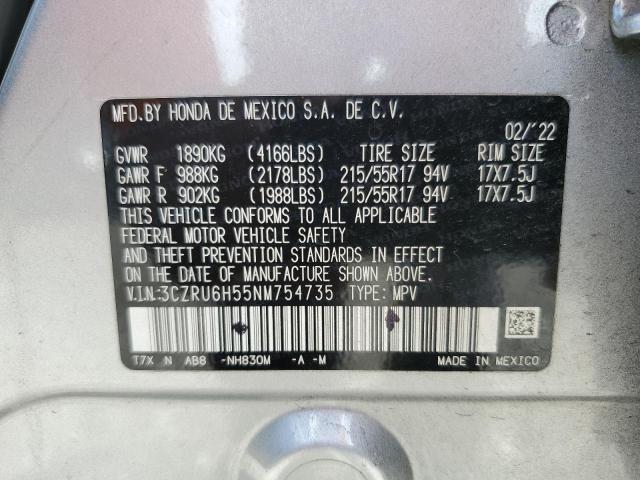 MFD.BY HONDA DE MEXICO S.A. DE C.V.
02/'22
GVWR 1890KG (4166LBS) TIRE SIZE RIM SIZE
GAWR F 988KG (2178LBS) 215/55R17 94V 17X7.5J
GAWR R 902KG (1988LBS) 215/55R17 94V 17X7.5J
THIS VEHICLE CONFORMS TO ALL APPLICABLE
FEDERAL MOTOR VEHICLE SAFETY
AND THEFT PREVENTION STANDARDS IN EFFECT
ON THE DATE OF MANUFACTURE SHOWN ABOVE.
V.I.N.:3CZRU6H55NM754735 TYPE: MPV
T7X N AB8 -NH830M -A -M MADE IN MEXICO